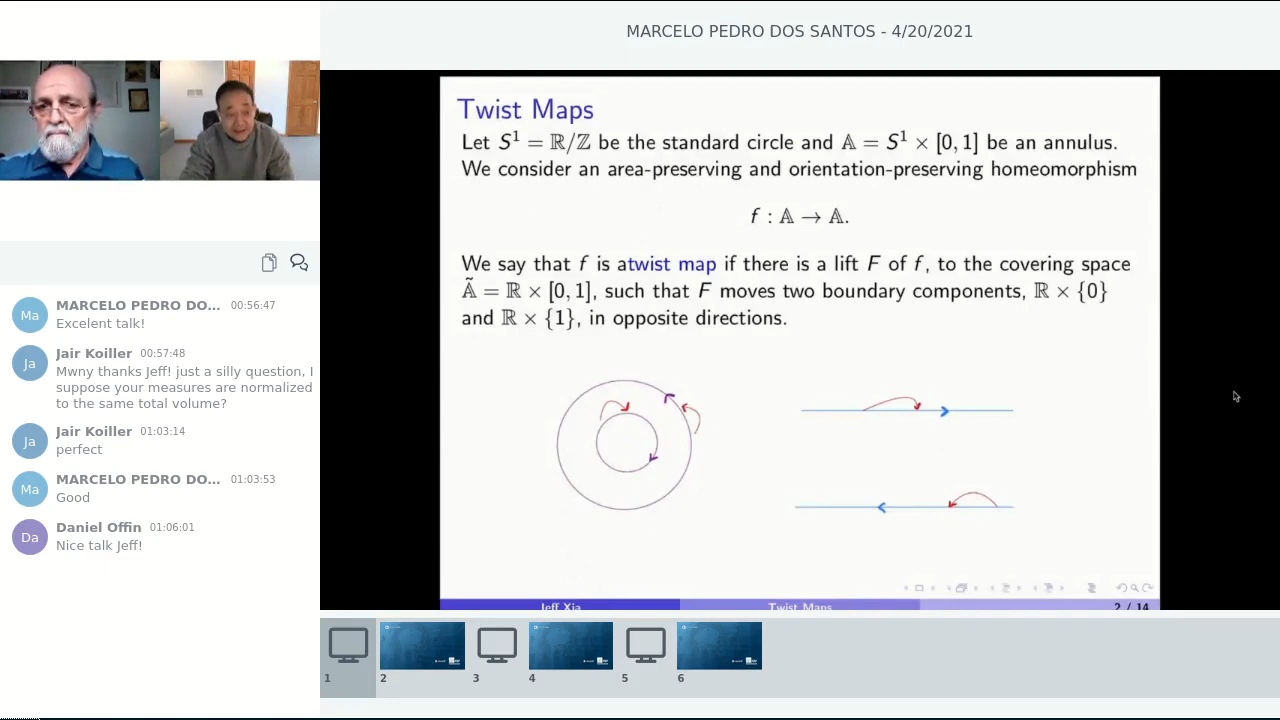 MARCELO PEDRO DOS SANTOS - 4/20/2021
Twist Maps
Let S¹ = ℝ/ℤ be the standard circle and 𝔸 = S¹ × [0, 1] be an annulus.
We consider an area-preserving and orientation-preserving homeomorphism
f : 𝔸 → 𝔸.
We say that f is atwist map if there is a lift F of f, to the covering space
Ã = ℝ × [0, 1], such that F moves two boundary components, ℝ × {0}
and ℝ × {1}, in opposite directions.
Jeff Xia Twist Maps 2 / 14
Ma MARCELO PEDRO DO... 00:56:47
Excelent talk!
Ja Jair Koiller 00:57:48
Mwny thanks Jeff! just a silly question, I
suppose your measures are normalized
to the same total volume?
Ja Jair Koiller 01:03:14
perfect
Ma MARCELO PEDRO DO... 01:03:53
Good
Da Daniel Offin 01:06:01
Nice talk Jeff!
1 2 3 4 5 6